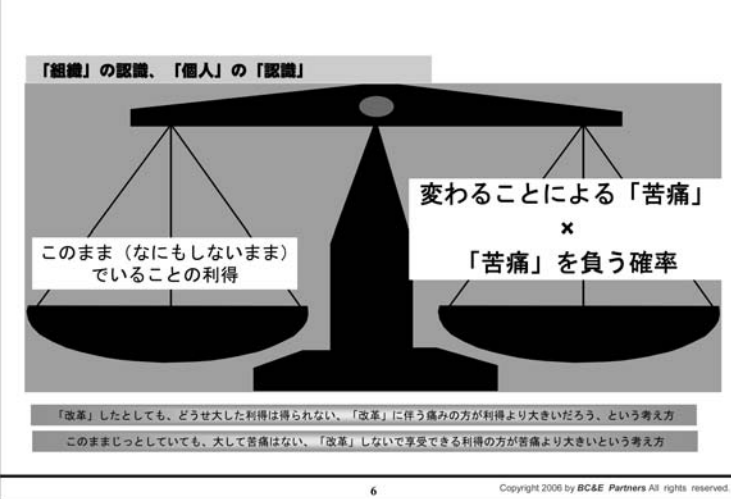 「組織」の認識、「個人」の「認識」
このまま（なにもしないまま）
でいることの利得
変わることによる「苦痛」
×
「苦痛」を負う確率
「改革」したとしても、どうせ大した利得は得られない、「改革」に伴う痛みの方が利得より大きいだろう、という考え方
このままじっとしていても、大して苦痛はない、「改革」しないで享受できる利得の方が苦痛より大きいという考え方
6
Copyright 2006 by BC&E Partners All rights reserved.